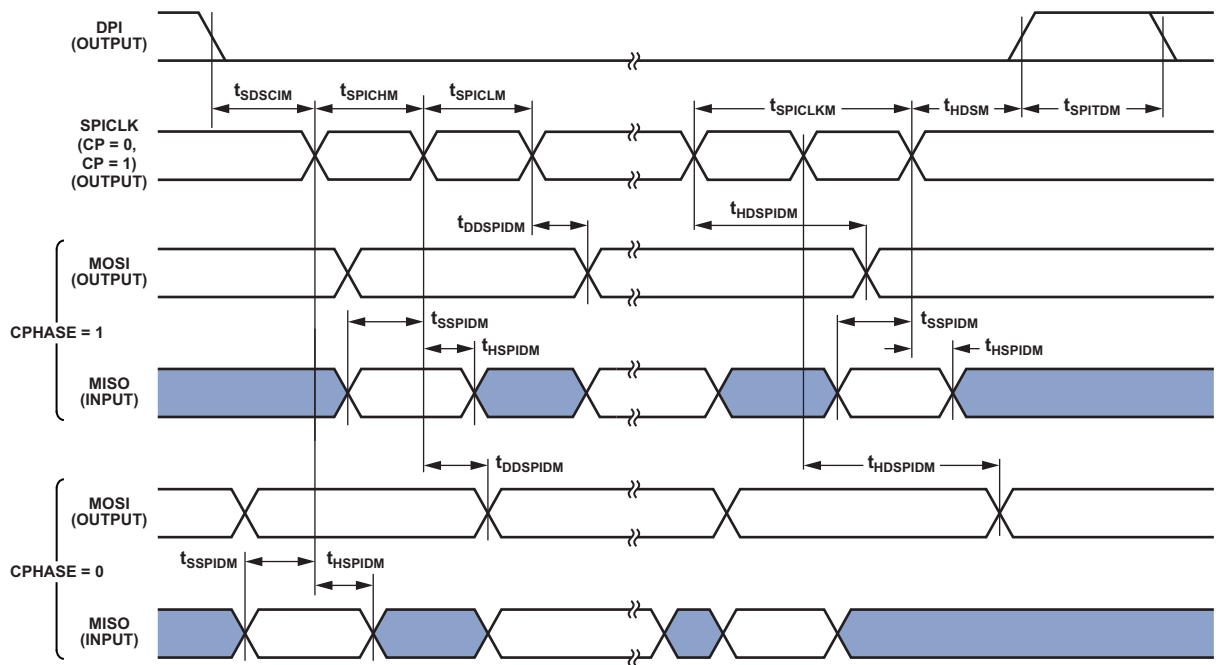 DPI
(OUTPUT)
tSDSCIM
tSPICHM
tSPICLM
tSPICLKM
tHDSM
tSPITDM
SPICLK
(CP = 0,
CP = 1)
(OUTPUT)
tDDSPIDM
tHDSPIDM
MOSI
(OUTPUT)
CPHASE = 1
tSSPIDM
tSSPIDM
tHSPIDM
tHSPIDM
MISO
(INPUT)
tDDSPIDM
tHDSPIDM
MOSI
(OUTPUT)
tSSPIDM
tHSPIDM
CPHASE = 0
MISO
(INPUT)